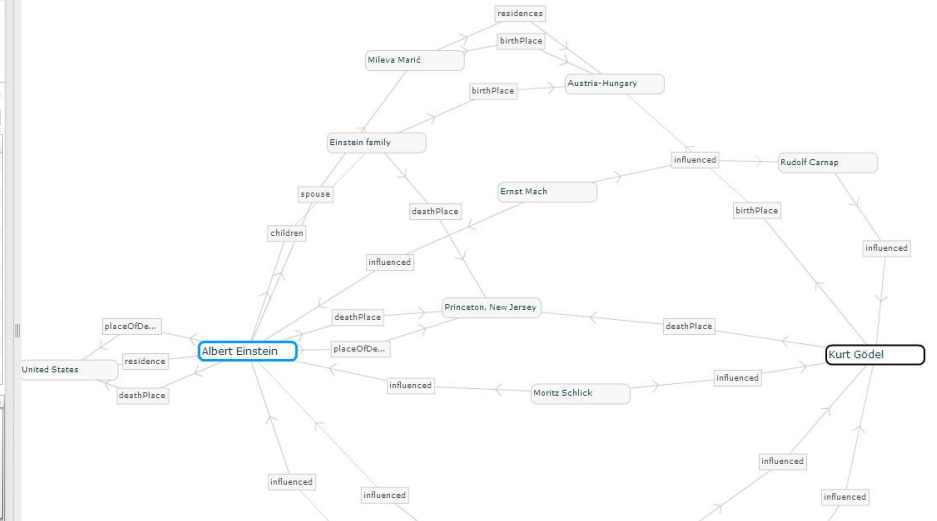 residences
birthPlace
Mileva Marić
Austria-Hungary
birthPlace
Einstein family
influenced
Rudolf Carnap
Ernst Mach
spouse
deathPlace
birthPlace
children
influenced
influenced
Princeton, New Jersey
deathPlace
placeOfDe...
deathPlace
Albert Einstein
placeOfDe...
Kurt Gödel
residence
United States
influenced
influenced
deathPlace
Moritz Schlick
influenced
influenced
influenced
influenced